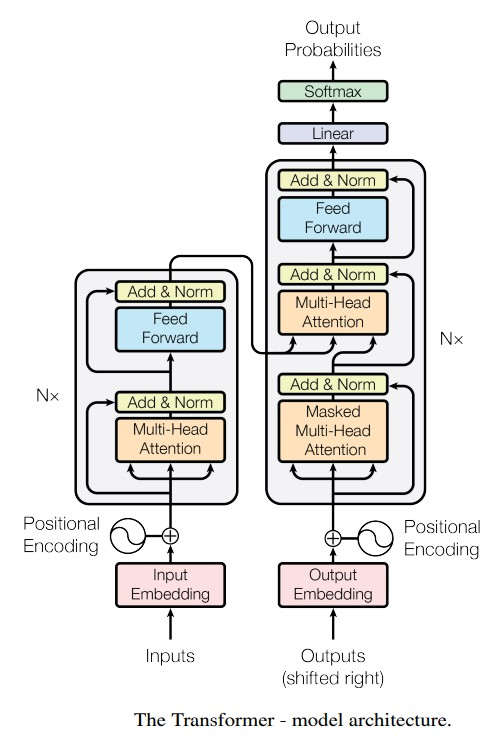 Output
Probabilities
Softmax
Linear
Add & Norm
Feed
Forward
Add & Norm
Multi-Head
Attention
Add & Norm
Masked
Multi-Head
Attention
N×
Add & Norm
Feed
Forward
Add & Norm
Multi-Head
Attention
N×
Positional
Encoding
Positional
Encoding
Input
Embedding
Output
Embedding
Inputs
Outputs
(shifted right)
The Transformer - model architecture.